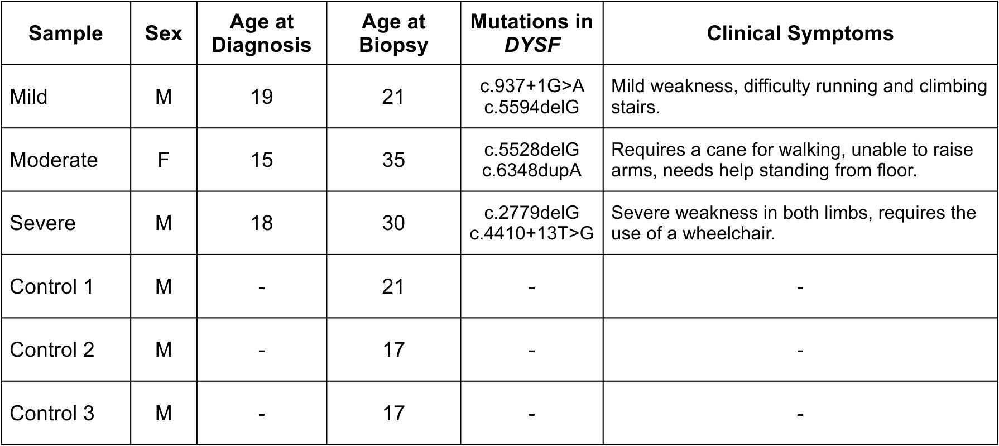 Sample Sex Age at Diagnosis Age at Biopsy Mutations in DYSF Clinical Symptoms
Mild M 19 21 c.937+1G>A c.5594delG Mild weakness, difficulty running and climbing stairs.
Moderate F 15 35 c.5528delG c.6348dupA Requires a cane for walking, unable to raise arms, needs help standing from floor.
Severe M 18 30 c.2779delG c.4410+13T>G Severe weakness in both limbs, requires the use of a wheelchair.
Control 1 M - 21 - -
Control 2 M - 17 - -
Control 3 M - 17 - -